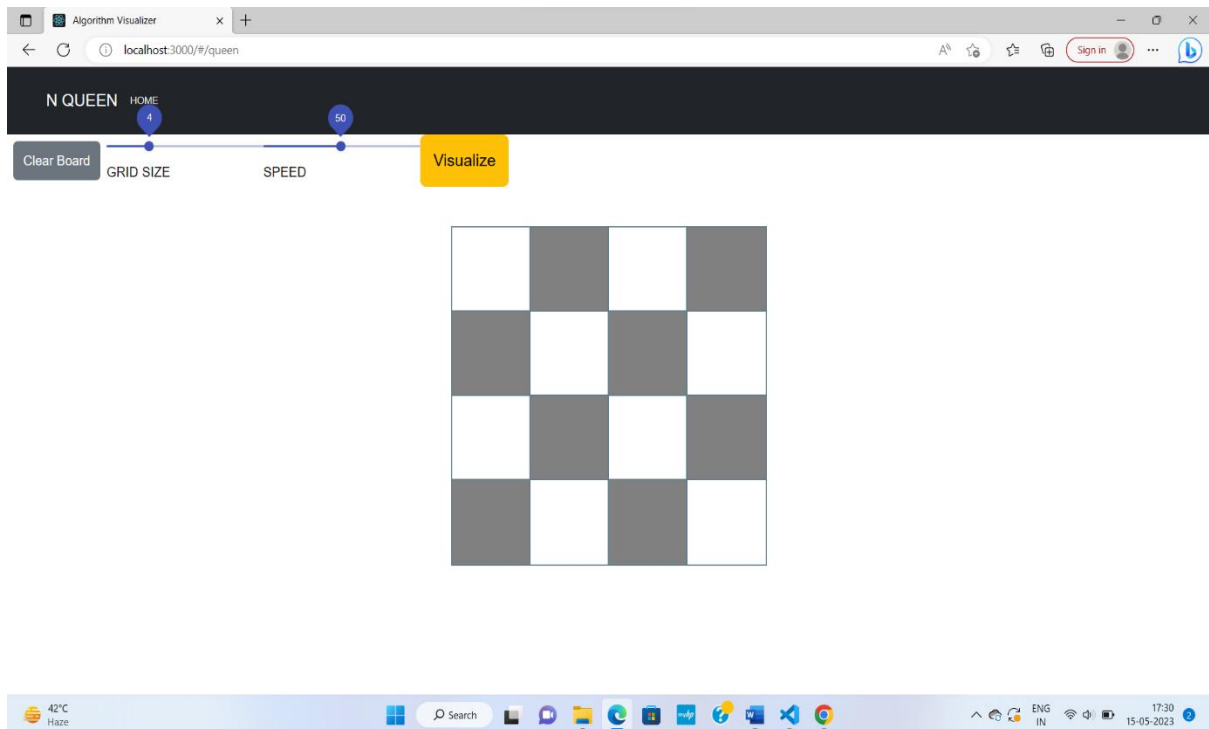 Algorithm Visualizer
localhost:3000/#/queen
Sign in
N QUEEN HOME
4
50
Clear Board
GRID SIZE
SPEED
Visualize
42°C
Haze
Search
ENG
IN
17:30
15-05-2023
2